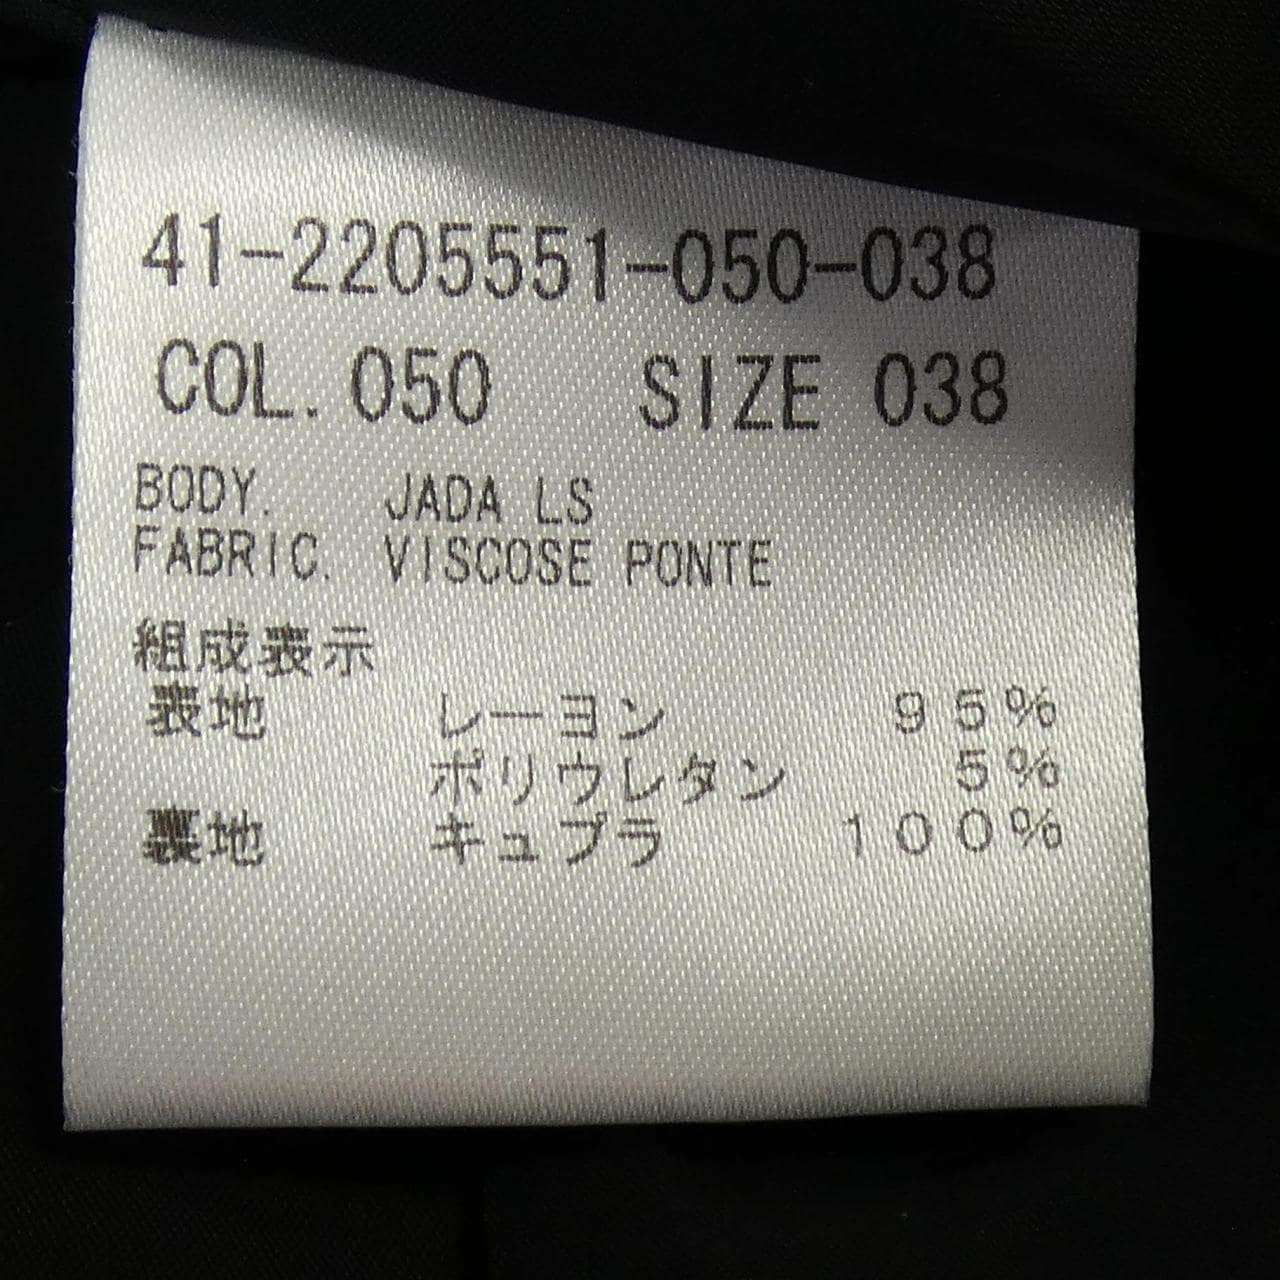 41-2205551-050-038
COL. 050 SIZE 038
BODY. JADA LS
FABRIC. VISCOSE PONTE
組成表示
表地 レーヨン 95%
ポリウレタン 5%
裏地 キュプラ 100%